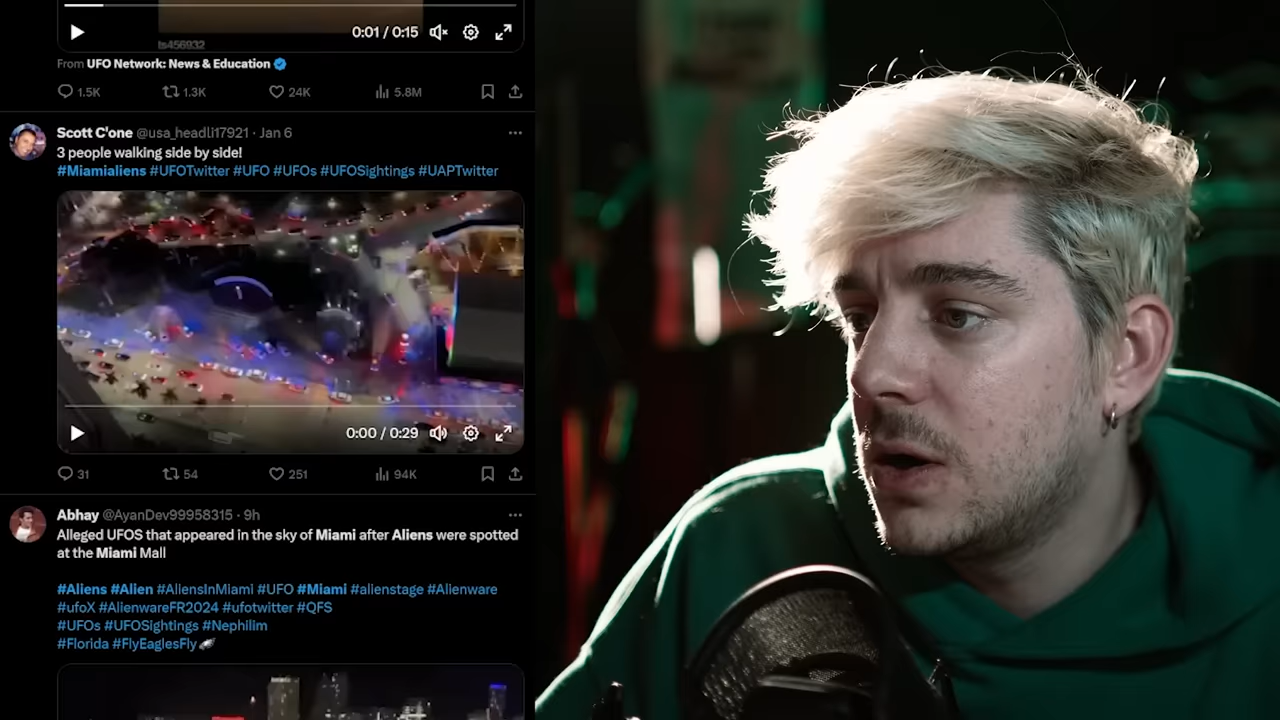 0:01 / 0:15
ts456932
From UFO Network: News & Education
1.5K 1.3K 24K 5.8M
Scott C'one @usa_headli17921 · Jan 6
3 people walking side by side!
#Miamialiens #UFOTwitter #UFO #UFOs #UFOSightings #UAPTwitter
0:00 / 0:29
31 54 251 94K
Abhay @AyanDev99958315 · 9h
Alleged UFOS that appeared in the sky of Miami after Aliens were spotted
at the Miami Mall
#Aliens #Alien #AliensInMiami #UFO #Miami #alienstage #Alienware
#ufoX #AlienwareFR2024 #ufotwitter #QFS
#UFOs #UFOSightings #Nephilim
#Florida #FlyEaglesFly